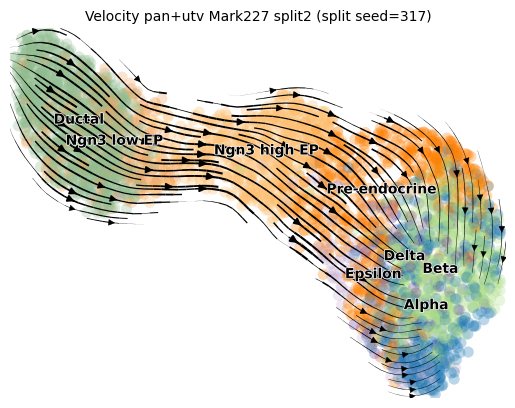 Velocity pan+utv Mark227 split2 (split seed=317)
Ductal
Ngn3 low EP
Ngn3 high EP
Pre-endocrine
Delta
Beta
Epsilon
Alpha